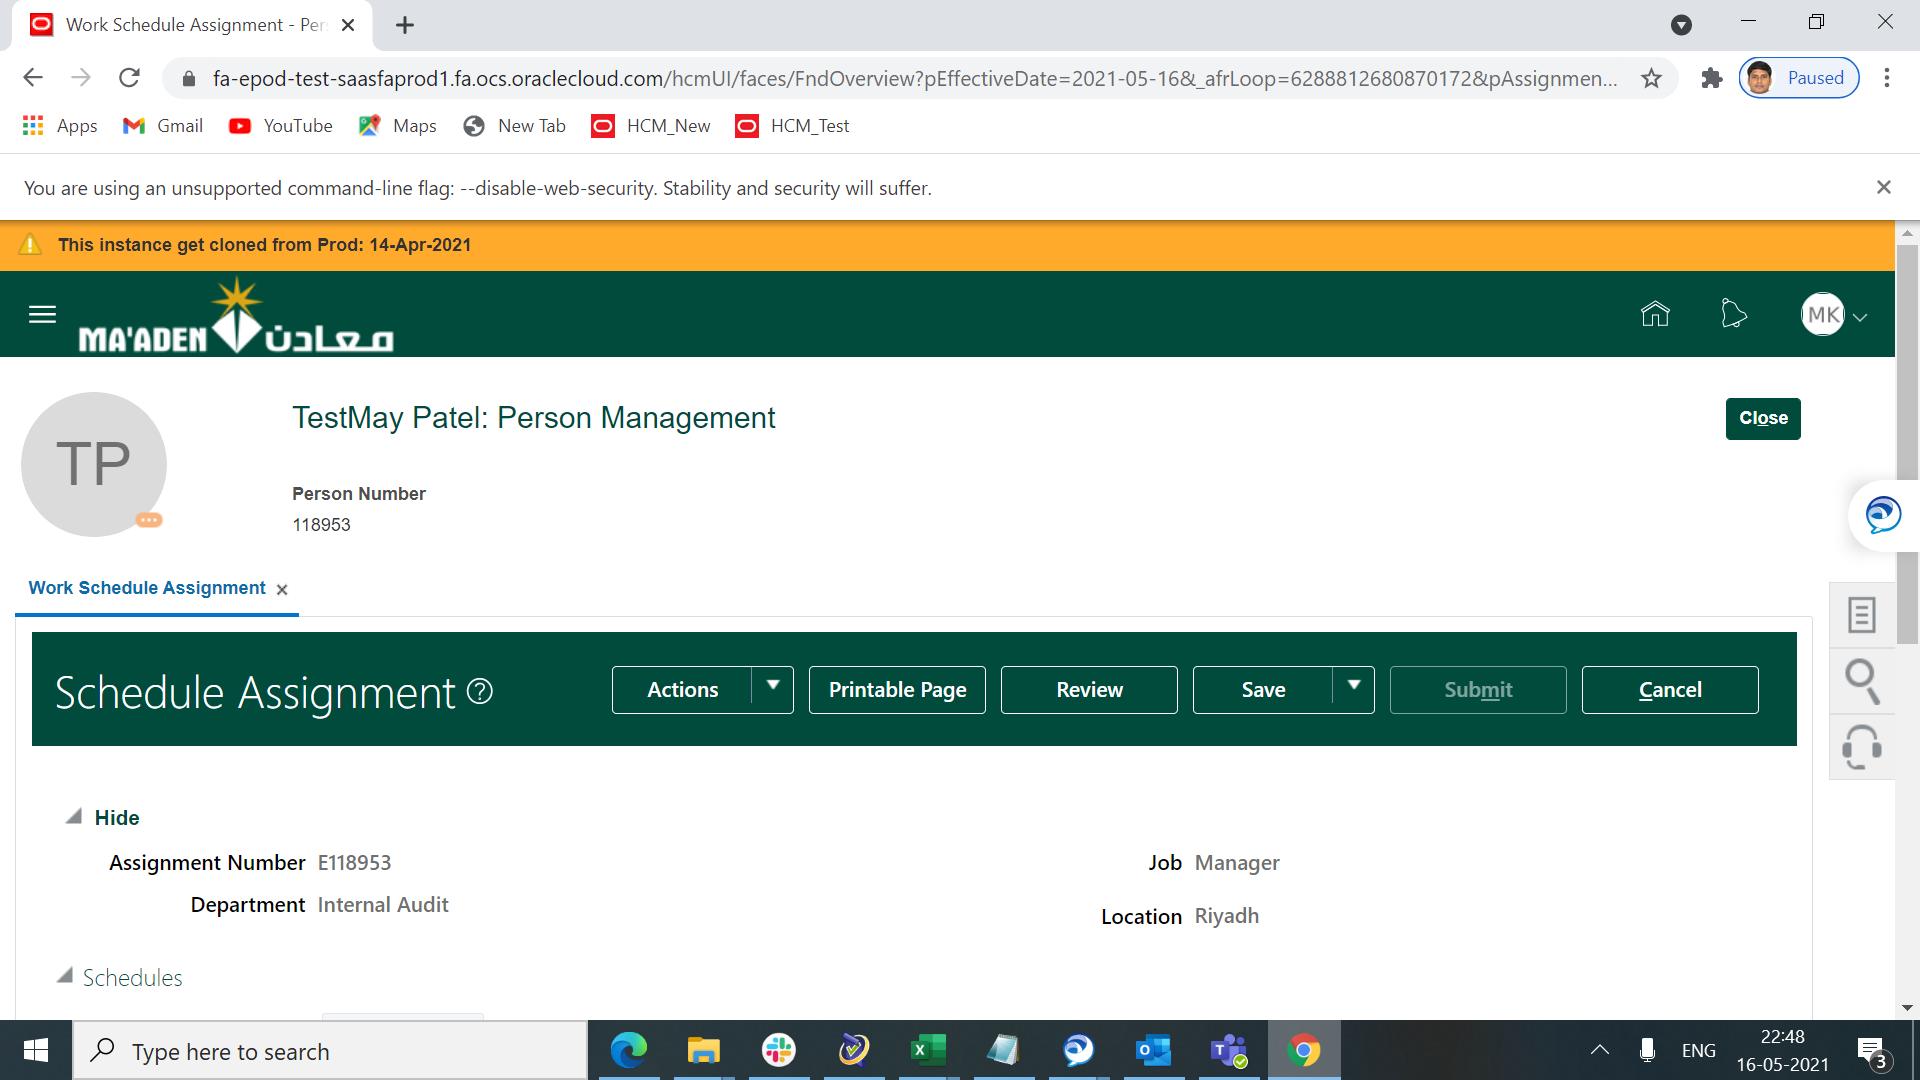 Work Schedule Assignment - Per
fa-epod-test-saasfaprod1.fa.ocs.oraclecloud.com/hcmUI/faces/FndOverview?pEffectiveDate=2021-05-16&_afrLoop=6288812680870172&pAssignmen...
Paused
Apps
Gmail
YouTube
Maps
New Tab
HCM_New
HCM_Test
You are using an unsupported command-line flag: --disable-web-security. Stability and security will suffer.
This instance get cloned from Prod: 14-Apr-2021
MA'ADEN معادن
MK
TP
TestMay Patel: Person Management
Close
Person Number
118953
Work Schedule Assignment
Schedule Assignment
Actions
Printable Page
Review
Save
Submit
Cancel
Hide
Assignment Number E118953
Job Manager
Department Internal Audit
Location Riyadh
Schedules
Type here to search
ENG
22:48
16-05-2021
3